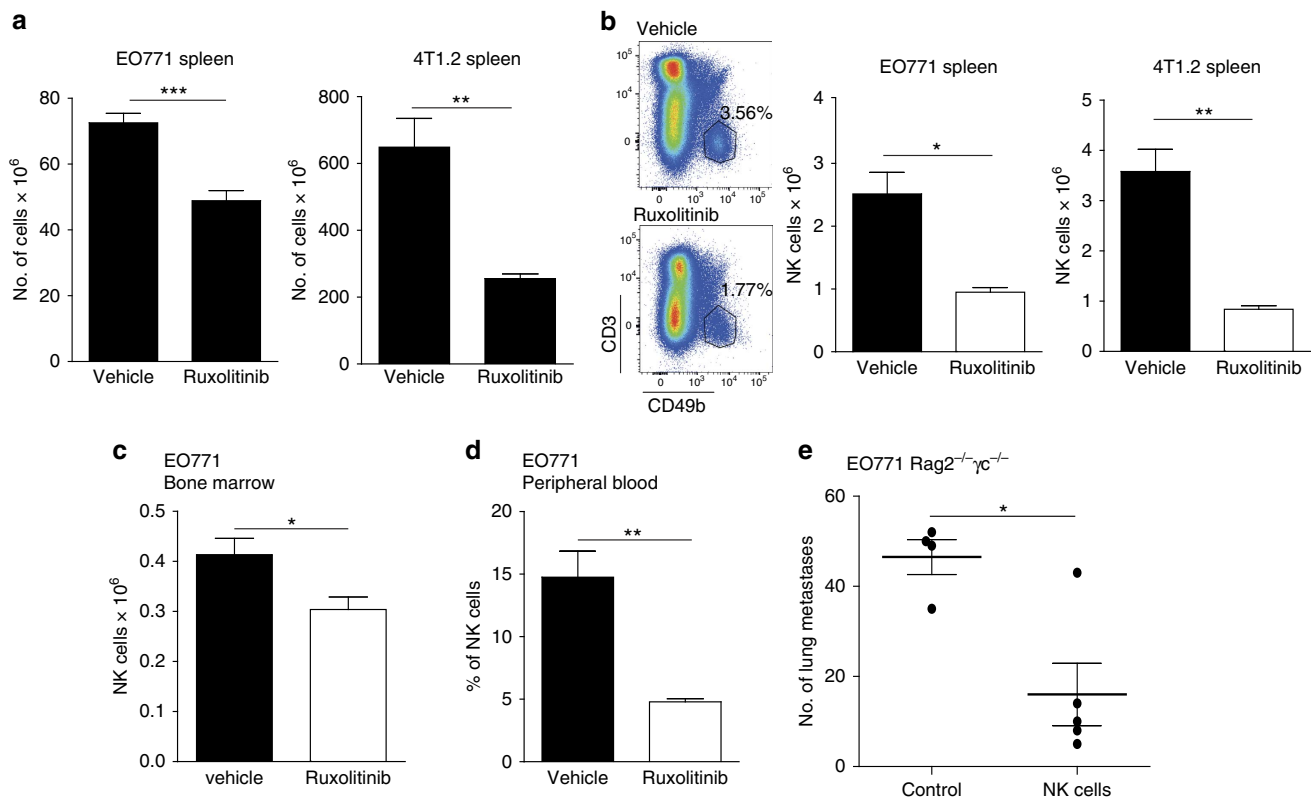 a
EO771 spleen
***
No. of cells × 10⁶
80
60
40
20
0
Vehicle
Ruxolitinib
4T1.2 spleen
**
No. of cells × 10⁶
800
600
400
200
0
Vehicle
Ruxolitinib
b
Vehicle
10⁵
10⁴
0
3.56%
0
10³
10⁴
10⁵
Ruxolitinib
10⁵
10⁴
0
1.77%
0
10³
10⁴
10⁵
CD3
CD49b
EO771 spleen
*
NK cells × 10⁶
4
3
2
1
0
Vehicle
Ruxolitinib
4T1.2 spleen
**
NK cells × 10⁶
5
4
3
2
1
0
Vehicle
Ruxolitinib
c
EO771
Bone marrow
*
NK cells × 10⁶
0.5
0.4
0.3
0.2
0.1
0.0
vehicle
Ruxolitinib
d
EO771
Peripheral blood
**
% of NK cells
20
15
10
5
0
Vehicle
Ruxolitinib
e
EO771 Rag2⁻/⁻γc⁻/⁻
*
No. of lung metastases
60
40
20
0
Control
NK cells